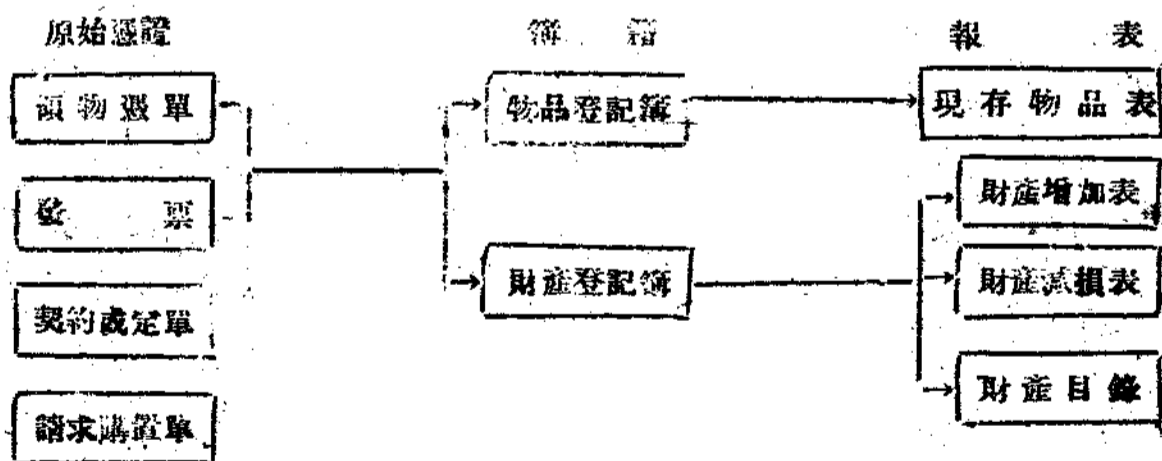 原始憑證
簿籍
報表
領物憑單
物品登記簿
現存物品表
發票
財產增加表
財產登記簿
財產減損表
契約或定單
財產目錄
請求購置單